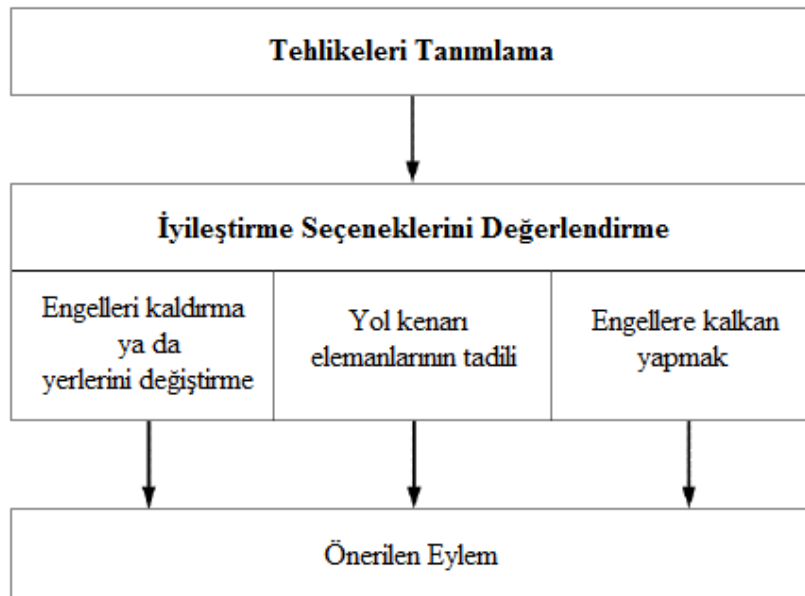 Tehlikeleri Tanımlama
İyileştirme Seçeneklerini Değerlendirme
Engelleri kaldırma
ya da
yerlerini değiştirme
Yol kenarı
elemanlarının tadili
Engellere kalkan
yapmak
Önerilen Eylem